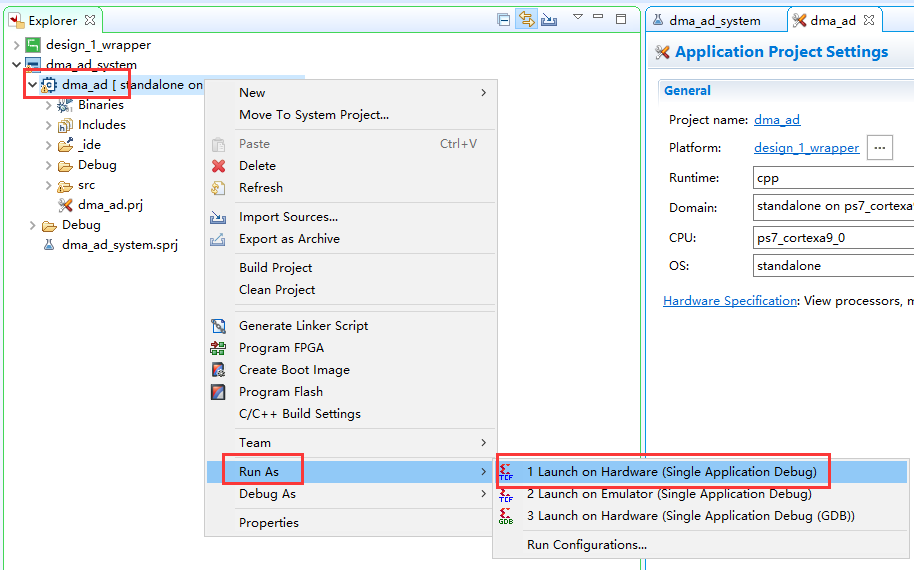 Explorer
design_1_wrapper
dma_ad_system
dma_ad [ standalone on
Binaries
Includes
_ide
Debug
src
dma_ad.prj
Debug
dma_ad_system.sprj
New
Move To System Project...
Paste Ctrl+V
Delete
Refresh
Import Sources...
Export as Archive
Build Project
Clean Project
Generate Linker Script
Program FPGA
Create Boot Image
Program Flash
C/C++ Build Settings
Team
Run As
Debug As
Properties
1 Launch on Hardware (Single Application Debug)
2 Launch on Emulator (Single Application Debug)
3 Launch on Hardware (Single Application Debug (GDB))
Run Configurations...
dma_ad_system
dma_ad
Application Project Settings
General
Project name: dma_ad
Platform: design_1_wrapper ...
Runtime: cpp
Domain: standalone on ps7_cortexa
CPU: ps7_cortexa9_0
OS: standalone
Hardware Specification: View processors, m